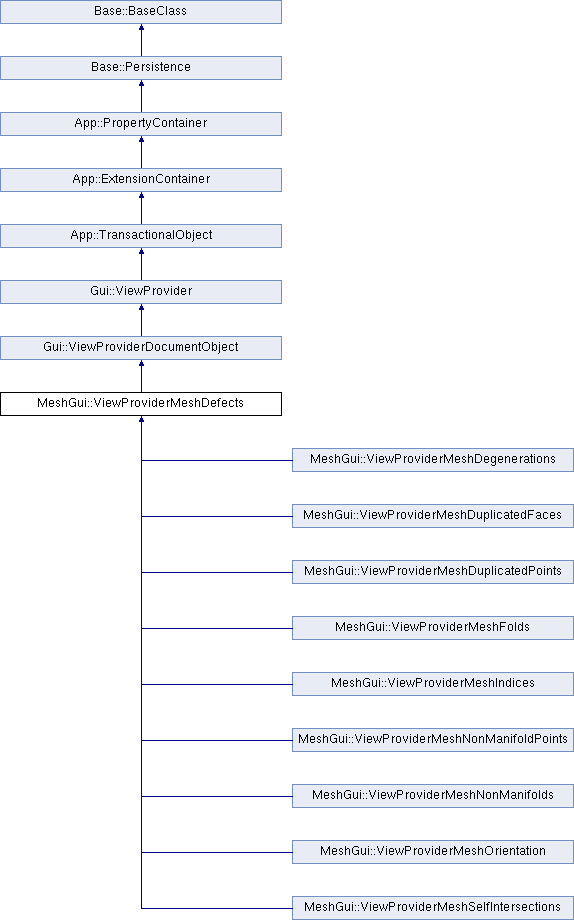 Base::BaseClass
Base::Persistence
App::PropertyContainer
App::ExtensionContainer
App::TransactionalObject
Gui::ViewProvider
Gui::ViewProviderDocumentObject
MeshGui::ViewProviderMeshDefects
MeshGui::ViewProviderMeshDegenerations
MeshGui::ViewProviderMeshDuplicatedFaces
MeshGui::ViewProviderMeshDuplicatedPoints
MeshGui::ViewProviderMeshFolds
MeshGui::ViewProviderMeshIndices
MeshGui::ViewProviderMeshNonManifoldPoints
MeshGui::ViewProviderMeshNonManifolds
MeshGui::ViewProviderMeshOrientation
MeshGui::ViewProviderMeshSelfIntersections